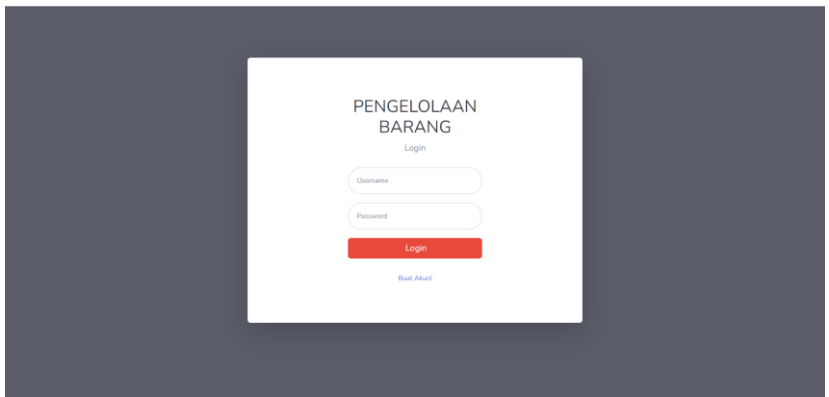 PENGELOLAAN
BARANG
Login
Username
Password
Login
Buat Akun!